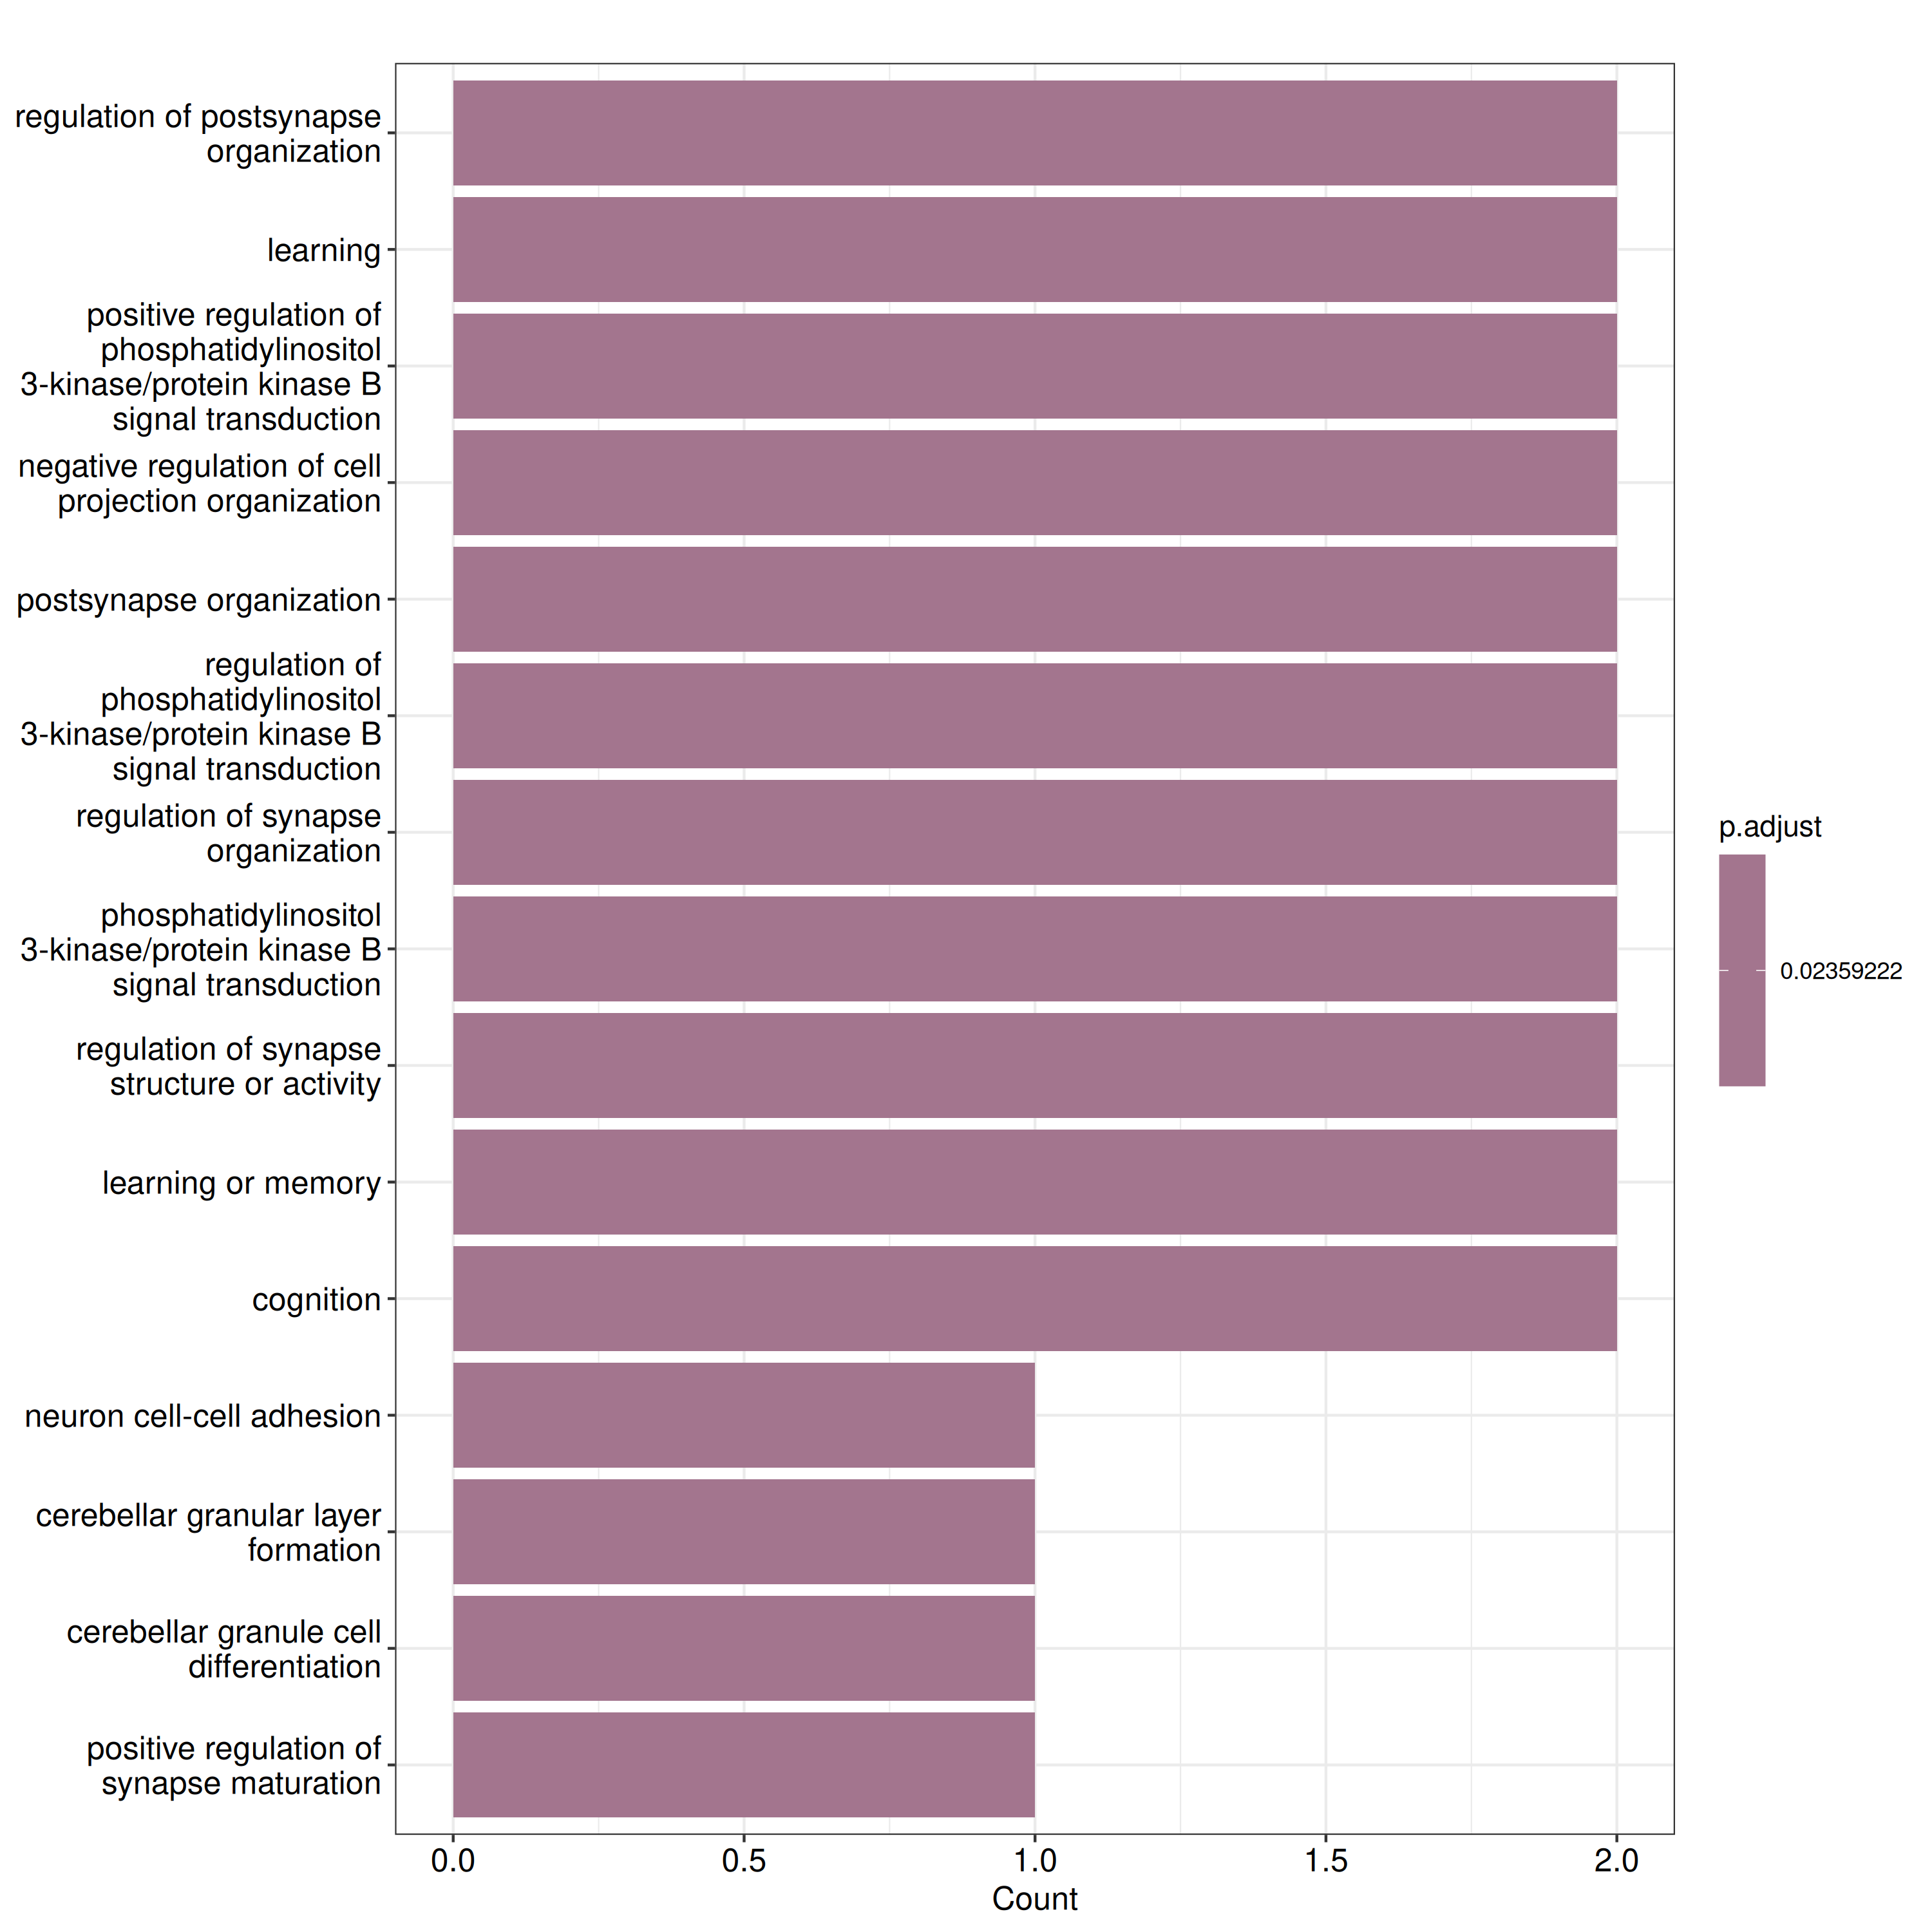 regulation of postsynapse
organization
learning
positive regulation of
phosphatidylinositol
3-kinase/protein kinase B
signal transduction
negative regulation of cell
projection organization
postsynapse organization
regulation of
phosphatidylinositol
3-kinase/protein kinase B
signal transduction
regulation of synapse
organization
phosphatidylinositol
3-kinase/protein kinase B
signal transduction
regulation of synapse
structure or activity
learning or memory
cognition
neuron cell-cell adhesion
cerebellar granular layer
formation
cerebellar granule cell
differentiation
positive regulation of
synapse maturation
0.0 0.5 1.0 1.5 2.0
Count
p.adjust
0.02359222